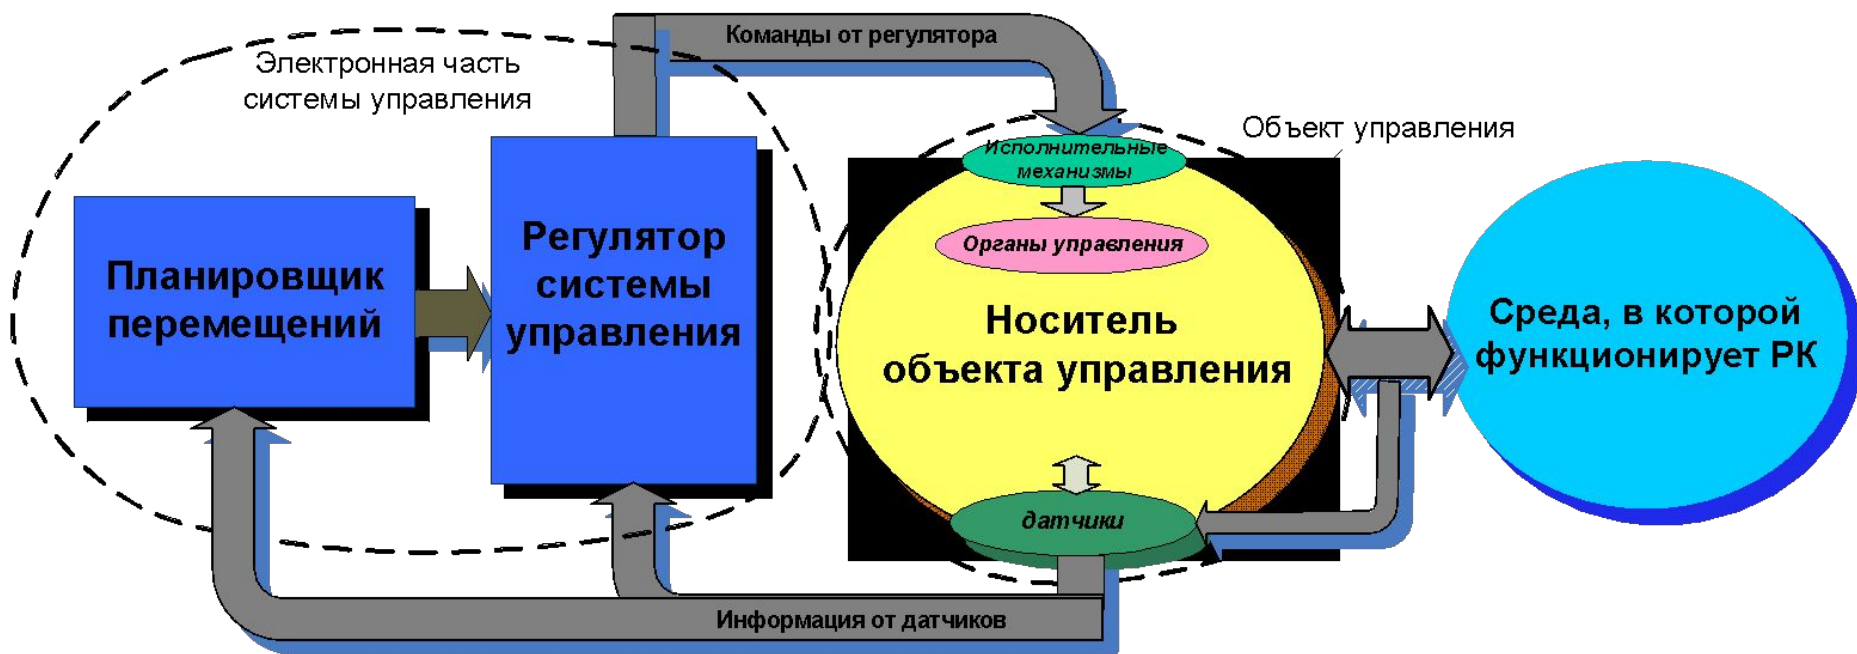 Электронная часть
системы управления
Команды от регулятора
Объект управления
Исполнительные
механизмы
Органы управления
Планировщик
перемещений
Регулятор
системы
управления
Носитель
объекта управления
Среда, в которой
функционирует РК
датчики
Информация от датчиков